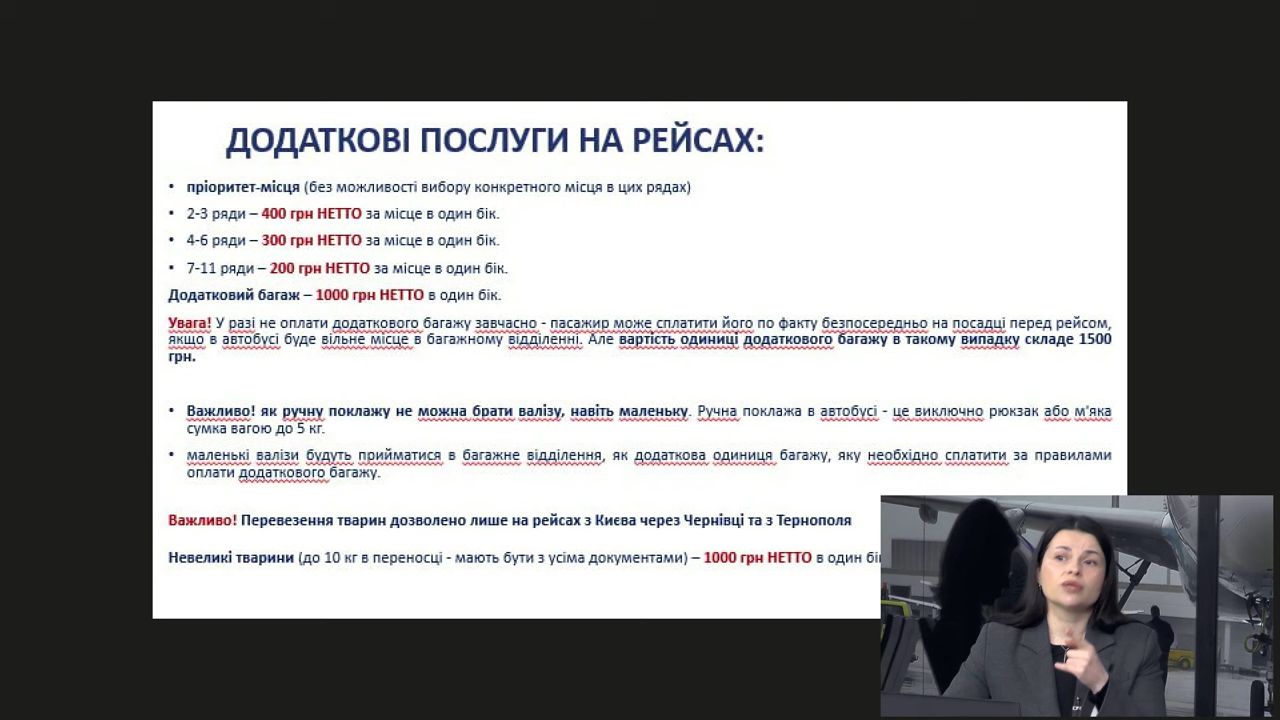 ДОДАТКОВІ ПОСЛУГИ НА РЕЙСАХ:
• пріоритет-місця (без можливості вибору конкретного місця в цих рядах)
• 2-3 ряди – 400 грн НЕТТО за місце в один бік.
• 4-6 ряди – 300 грн НЕТТО за місце в один бік.
• 7-11 ряди – 200 грн НЕТТО за місце в один бік.
Додатковий багаж – 1000 грн НЕТТО в один бік.
Увага! У разі не оплати додаткового багажу завчасно - пасажир може сплатити його по факту безпосередньо на посадці перед рейсом,
якщо в автобусі буде вільне місце в багажному відділенні. Але вартість одиниці додаткового багажу в такому випадку складе 1500
грн.
• Важливо! як ручну поклажу не можна брати валізу, навіть маленьку. Ручна поклажа в автобусі - це виключно рюкзак або м'яка
сумка вагою до 5 кг.
• маленькі валізи будуть прийматися в багажне відділення, як додаткова одиниця багажу, яку необхідно сплатити за правилами
оплати додаткового багажу.
Важливо! Перевезення тварин дозволено лише на рейсах з Києва через Чернівці та з Тернополя
Невеликі тварини (до 10 кг в переносці - мають бути з усіма документами) – 1000 грн НЕТТО в один